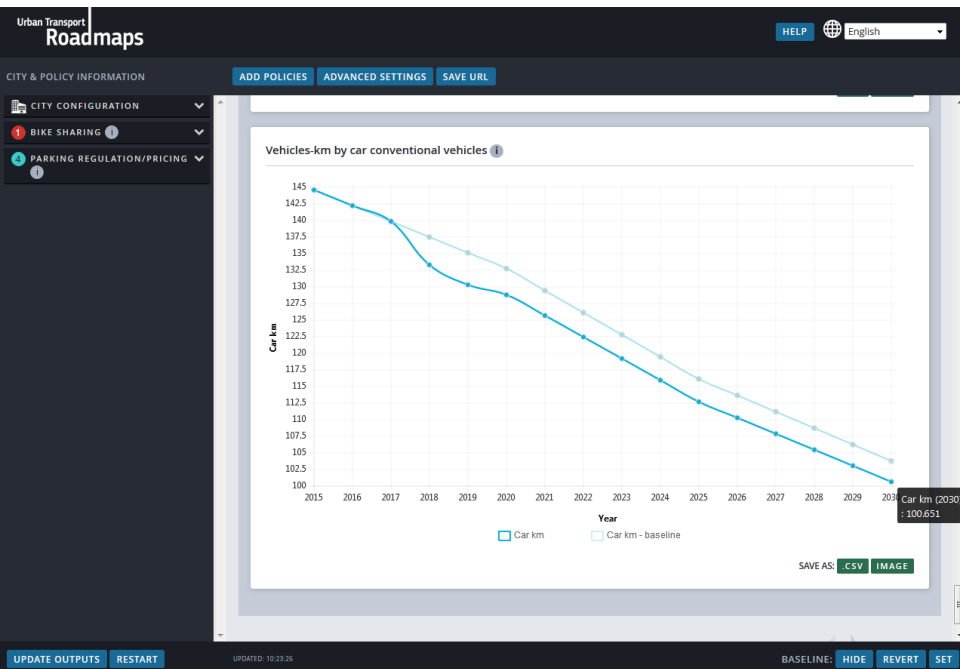 Urban Transport
Roadmaps
HELP
English
CITY & POLICY INFORMATION
ADD POLICIES
ADVANCED SETTINGS
SAVE URL
CITY CONFIGURATION
1 BIKE SHARING i
4 PARKING REGULATION/PRICING
i
Vehicles-km by car conventional vehicles i
145
142.5
140
137.5
135
132.5
130
127.5
125
122.5
120
117.5
115
112.5
110
107.5
105
102.5
100
Car km
2015 2016 2017 2018 2019 2020 2021 2022 2023 2024 2025 2026 2027 2028 2029 2030
Car km (2030)
: 100.651
Year
Car km
Car km - baseline
SAVE AS: .CSV IMAGE
UPDATE OUTPUTS
RESTART
UPDATED: 10:23:26
BASELINE: HIDE REVERT SET